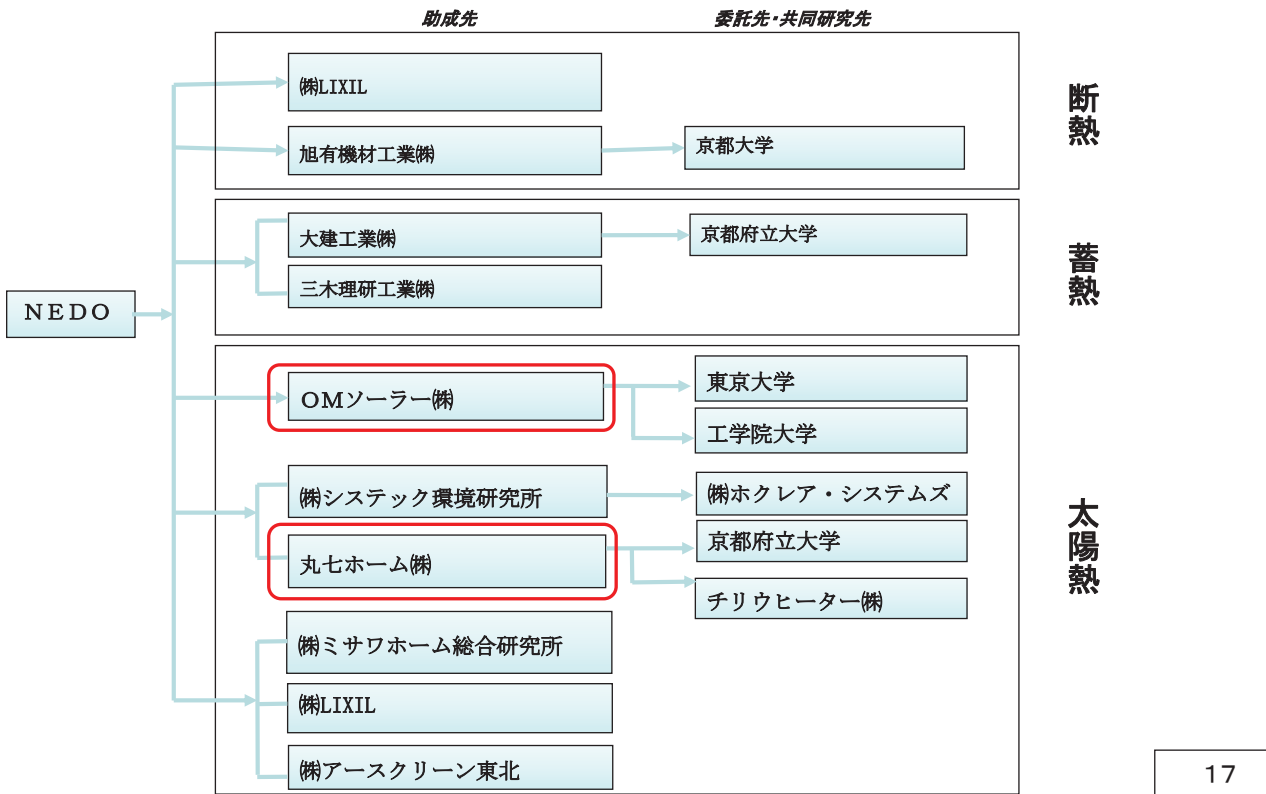 助成先
委託先・共同研究先
㈱LIXIL
旭有機材工業㈱
京都大学
断熱
大建工業㈱
京都府立大学
三木理研工業㈱
蓄熱
NEDO
OMソーラー㈱
東京大学
工学院大学
㈱システック環境研究所
㈱ホクレア・システムズ
丸七ホーム㈱
京都府立大学
チリウヒーター㈱
太陽熱
㈱ミサワホーム総合研究所
㈱LIXIL
㈱アースクリーン東北
17